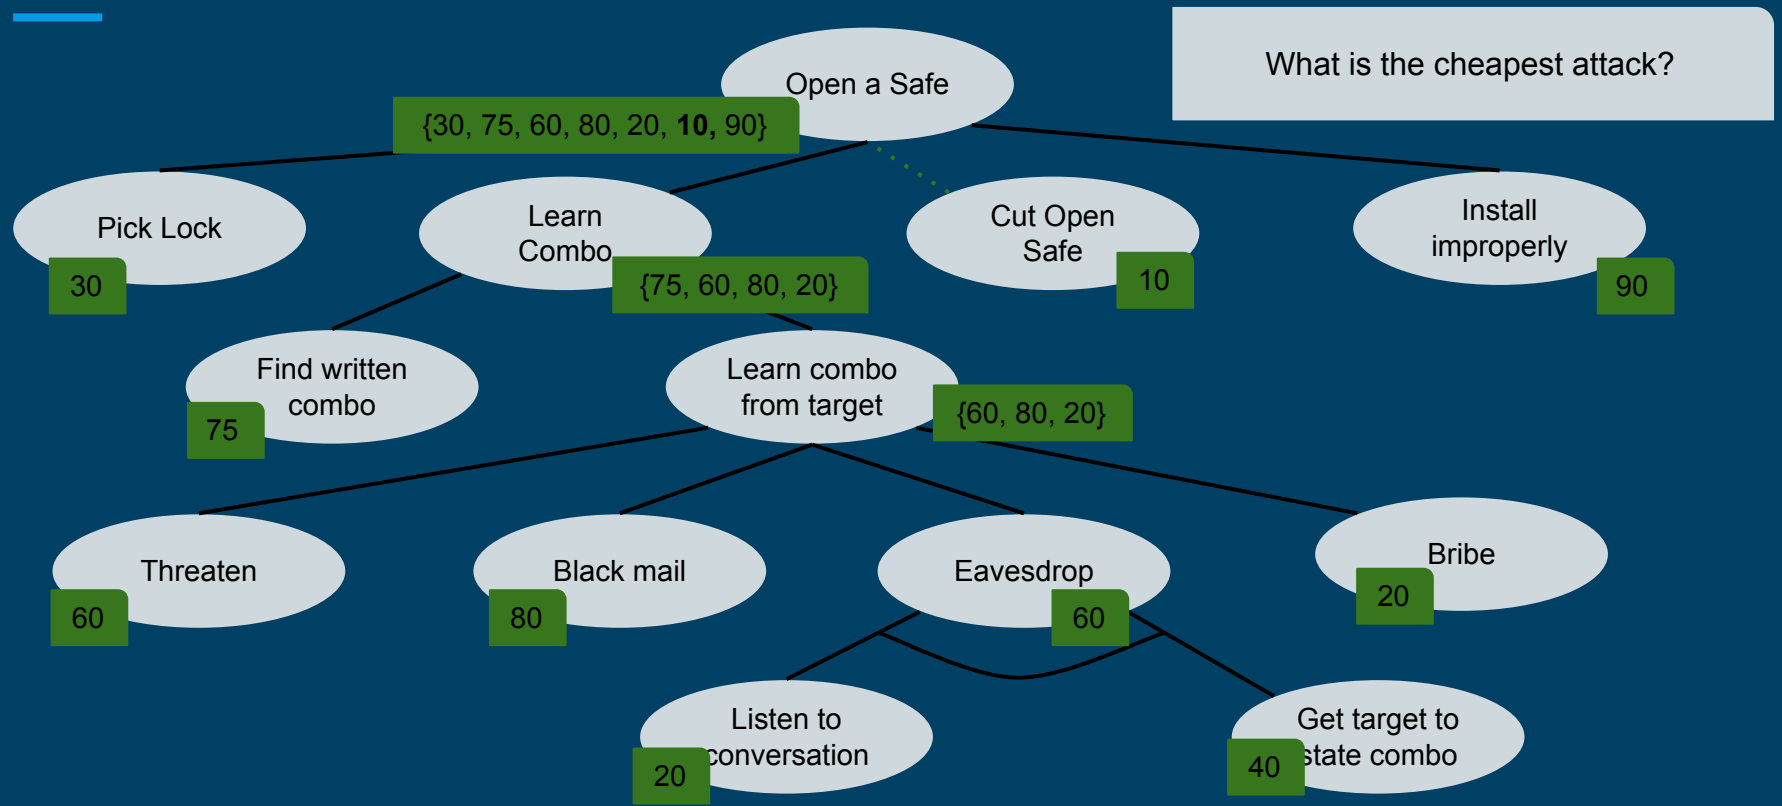 Open a Safe
What is the cheapest attack?
{30, 75, 60, 80, 20, 10, 90}
Pick Lock
30
Learn
Combo
{75, 60, 80, 20}
Cut Open
Safe
10
Install
improperly
90
Find written
combo
75
Learn combo
from target
{60, 80, 20}
Threaten
60
Black mail
80
Eavesdrop
60
Bribe
20
Listen to
conversation
20
Get target to
state combo
40